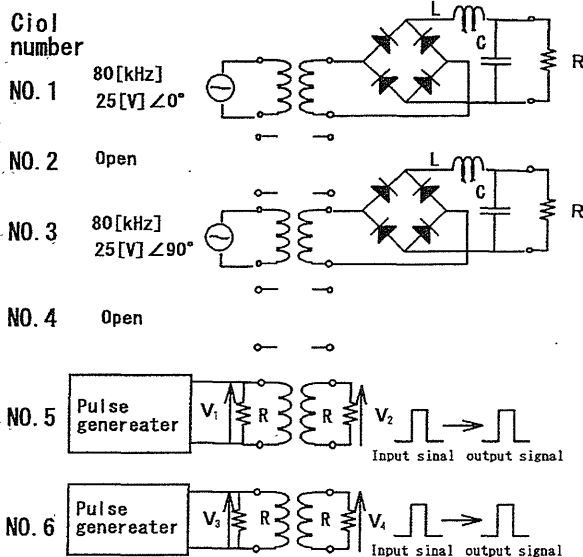 Ciol
number
NO. 1
80[kHz]
25[V]∠0°
L
C
R
NO. 2
Open
NO. 3
80[kHz]
25[V]∠90°
L
C
R
NO. 4
Open
NO. 5
Pulse
genereater
V1
R
R
V2
Input sinal
output signal
NO. 6
Pulse
genereater
V3
R
R
V4
Input sinal
output signal